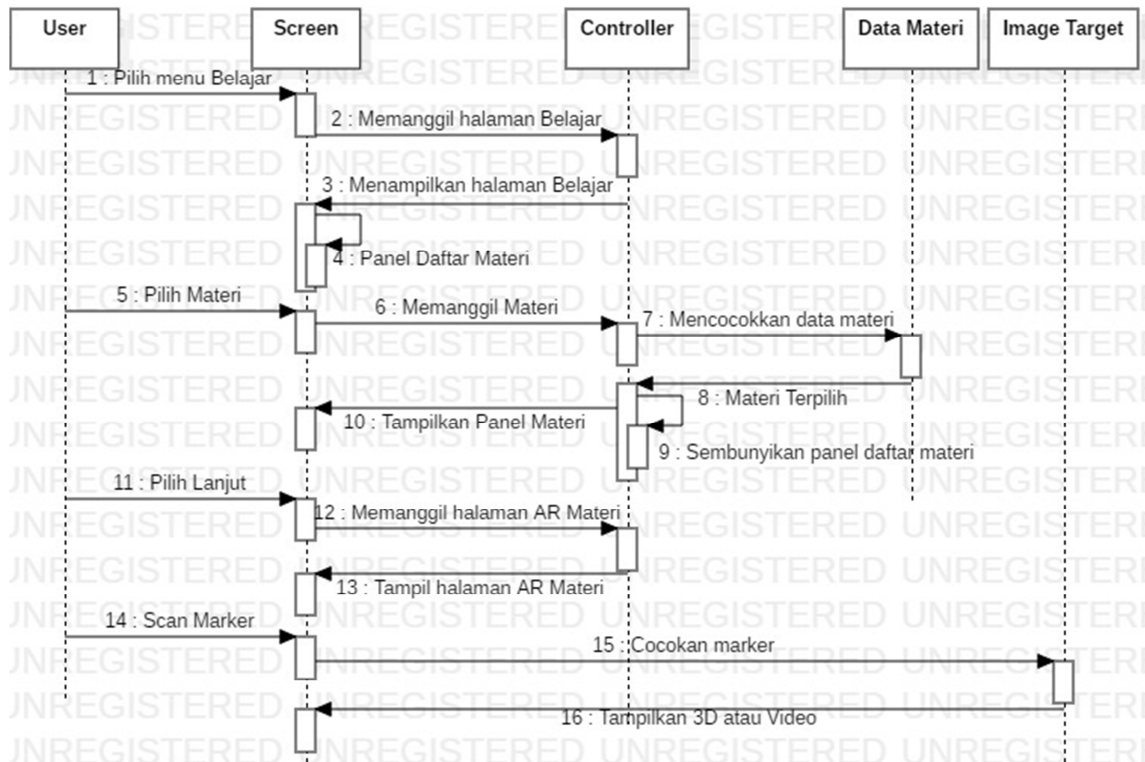 User
Screen
Controller
Data Materi
Image Target
1 : Pilih menu Belajar
2 : Memanggil halaman Belajar
3 : Menampilkan halaman Belajar
4 : Panel Daftar Materi
5 : Pilih Materi
6 : Memanggil Materi
7 : Mencocokkan data materi
8 : Materi Terpilih
9 : Sembunyikan panel daftar materi
10 : Tampilkan Panel Materi
11 : Pilih Lanjut
12 : Memanggil halaman AR Materi
13 : Tampil halaman AR Materi
14 : Scan Marker
15 : Cocokan marker
16 : Tampilkan 3D atau Video
UNREGISTERED